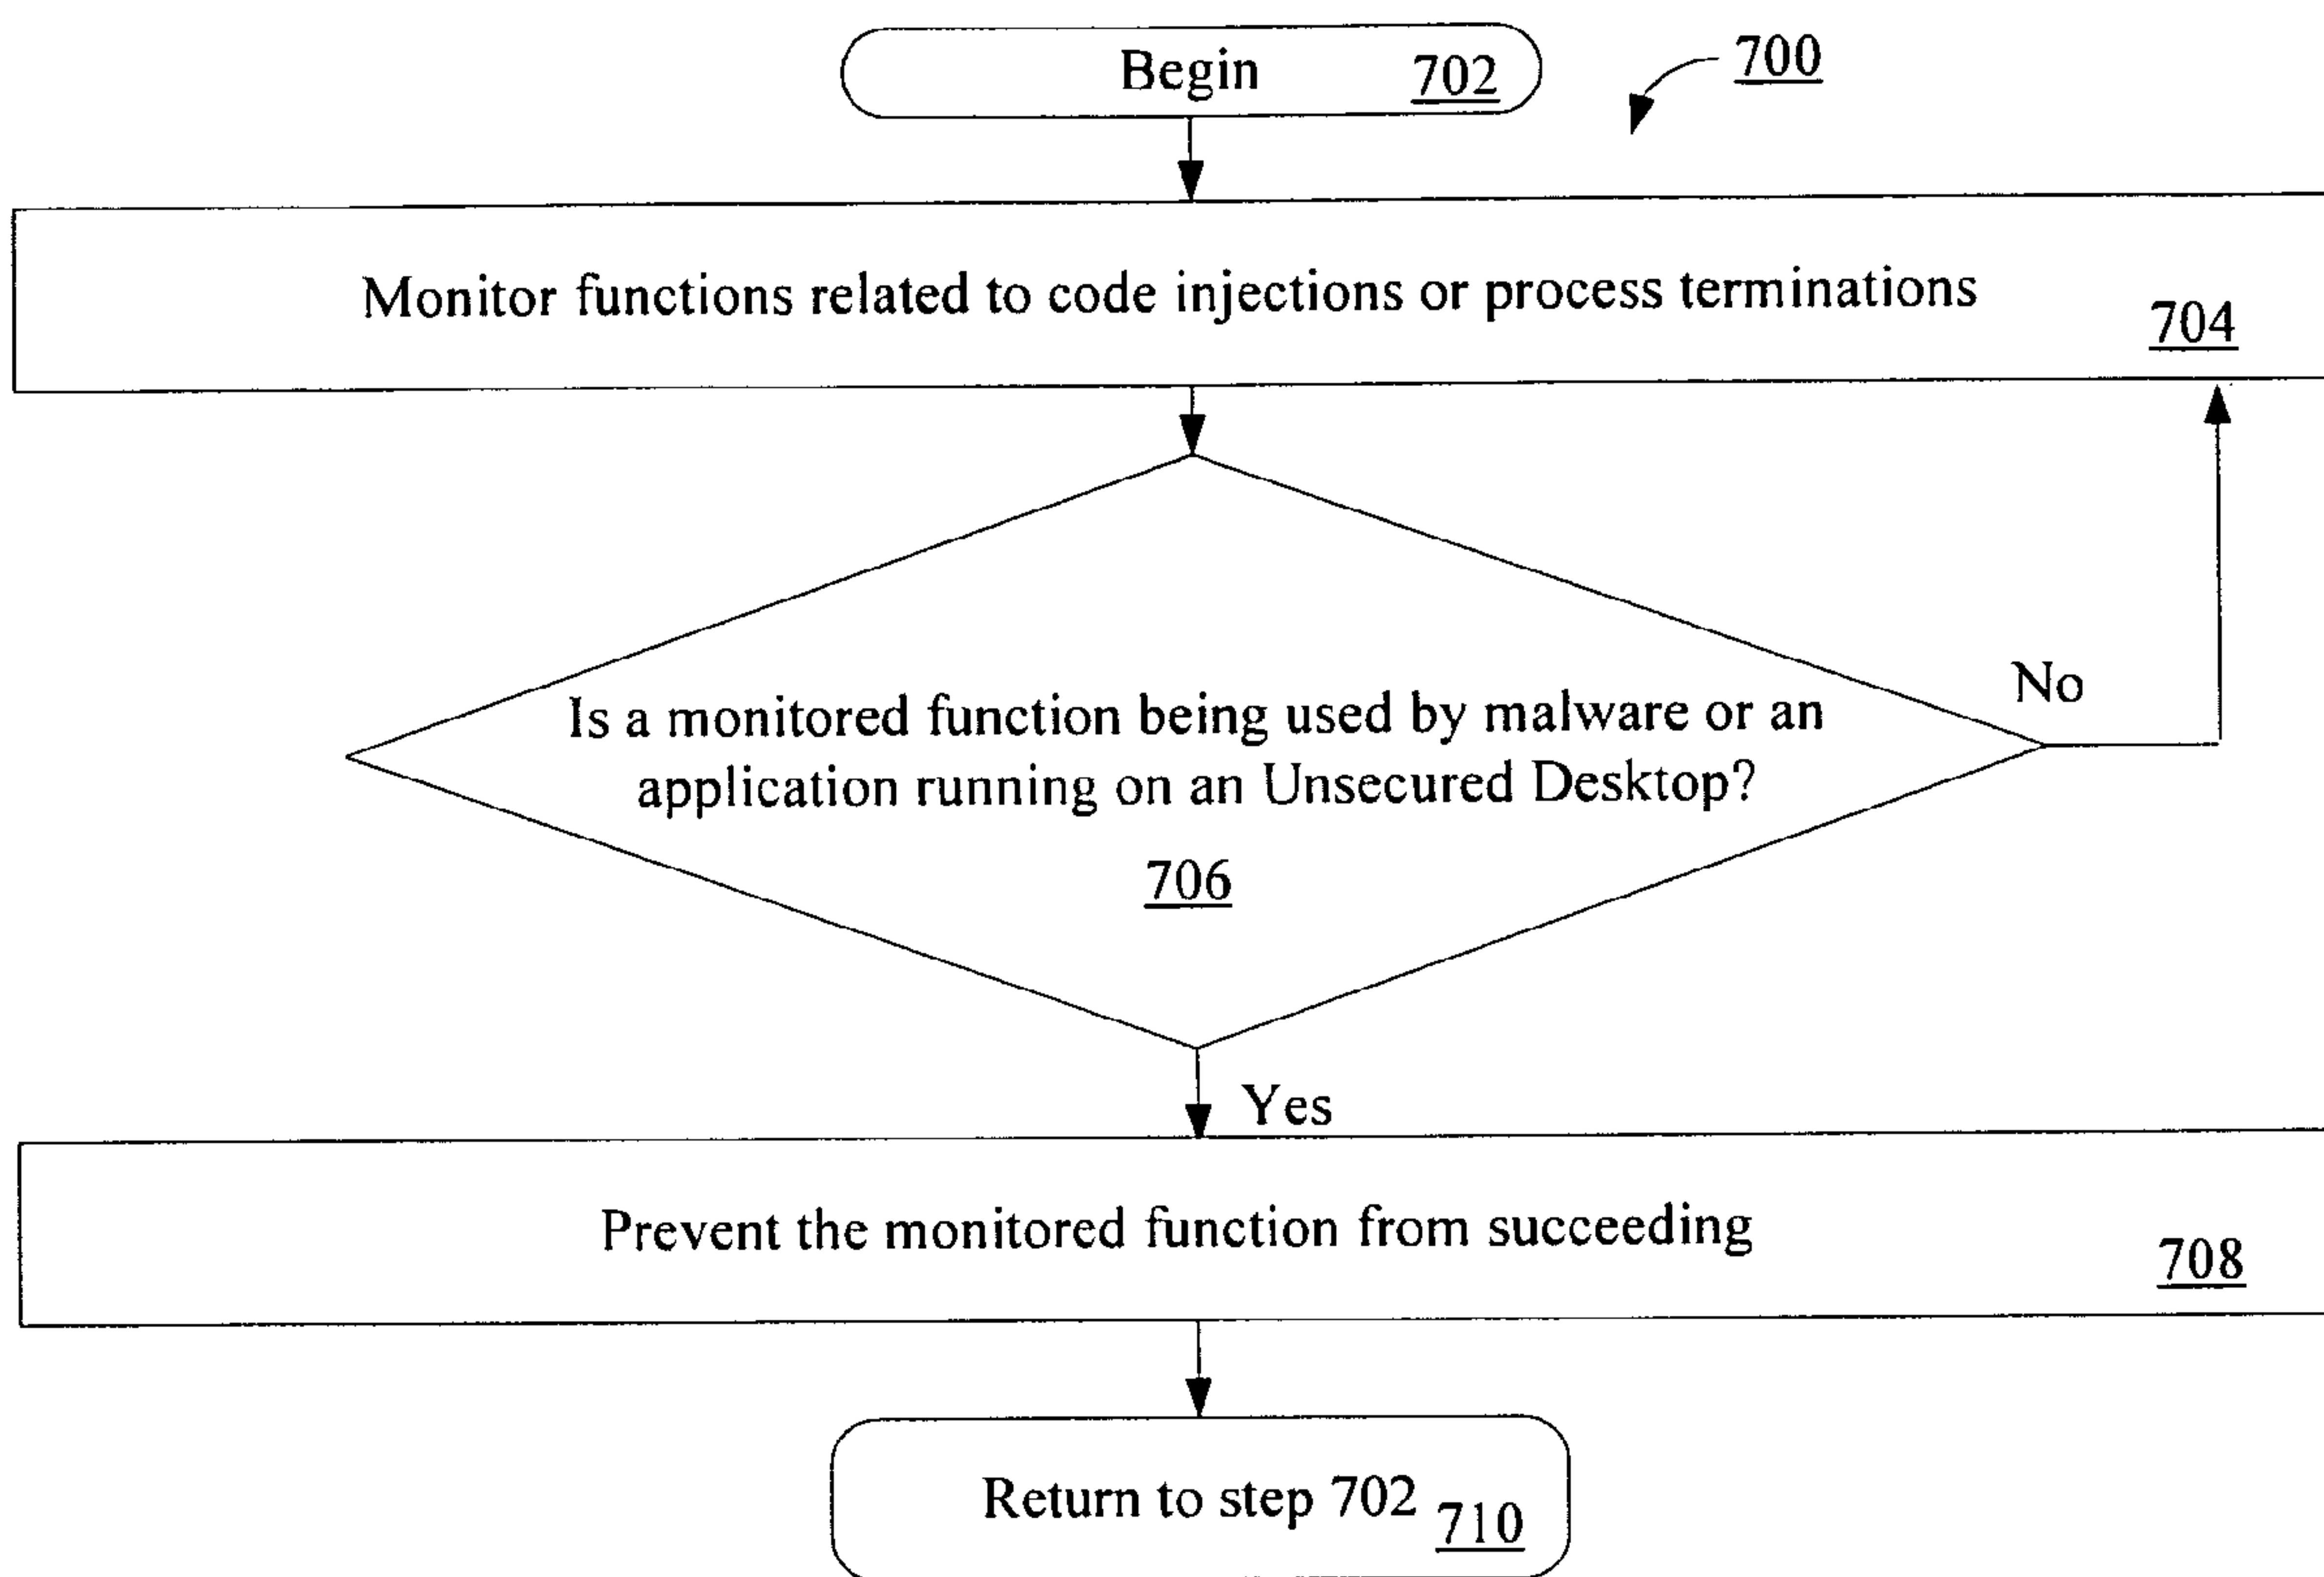 Begin 702
700
Monitor functions related to code injections or process terminations
704
Is a monitored function being used by malware or an
application running on an Unsecured Desktop?
706
No
Yes
Prevent the monitored function from succeeding
708
Return to step 702
710